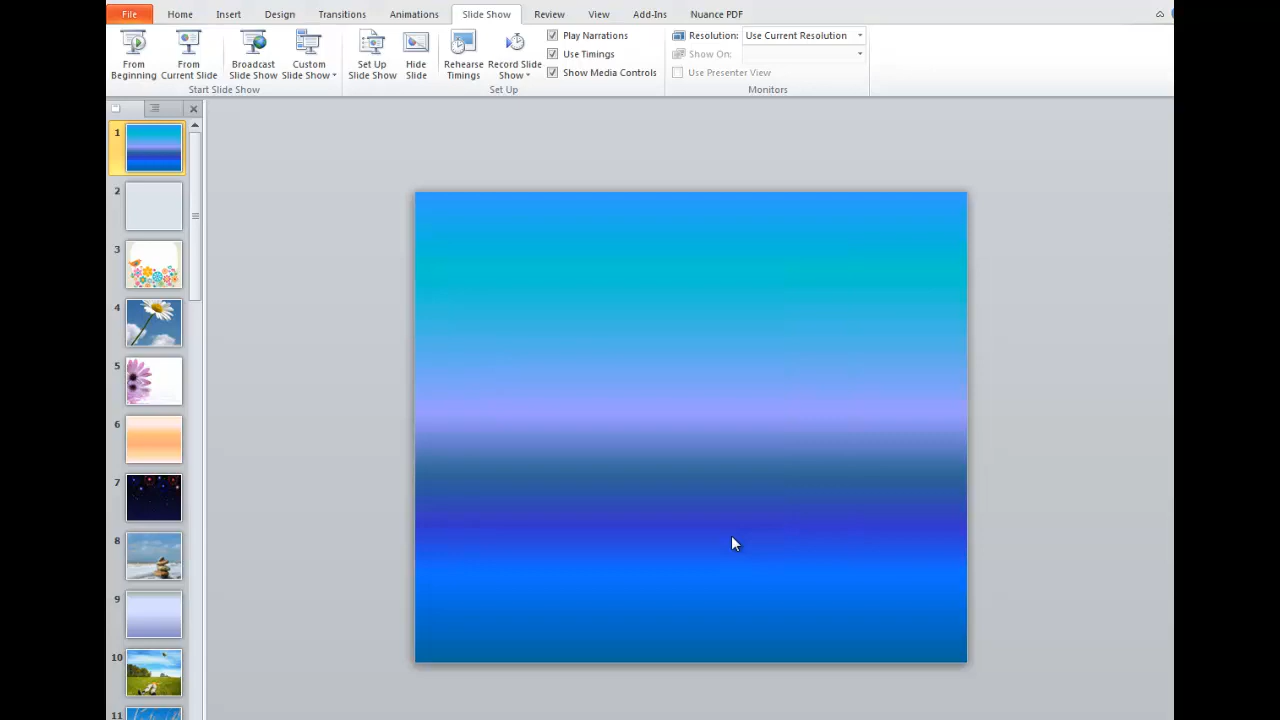 File Home Insert Design Transitions Animations Slide Show Review View Add-Ins Nuance PDF
From Beginning
From Current Slide
Broadcast Slide Show
Custom Slide Show
Set Up Slide Show
Hide Slide
Rehearse Timings
Record Slide Show
Play Narrations
Use Timings
Show Media Controls
Resolution: Use Current Resolution
Show On:
Use Presenter View
Start Slide Show
Set Up
Monitors
1
2
3
4
5
6
7
8
9
10
11